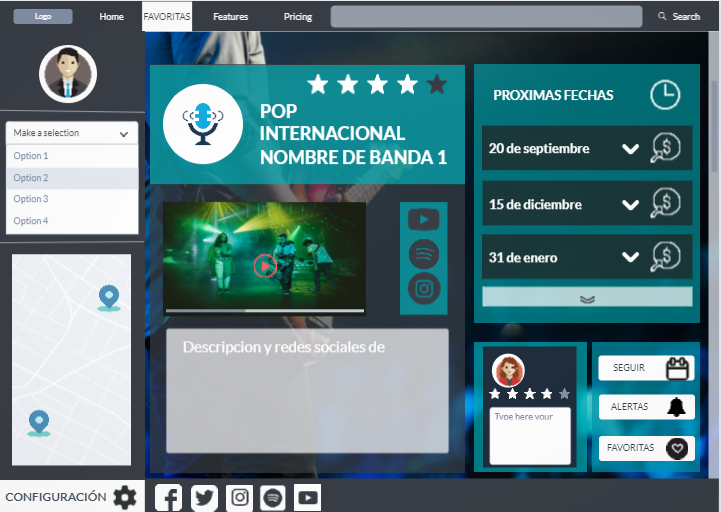 Logo
Home
FAVORITAS
Features
Pricing
Search
Make a selection
Option 1
Option 2
Option 3
Option 4
CONFIGURACIÓN
POP
INTERNACIONAL
NOMBRE DE BANDA 1
Descripcion y redes sociales de
PROXIMAS FECHAS
20 de septiembre
15 de diciembre
31 de enero
Type here your
SEGUIR
ALERTAS
FAVORITAS